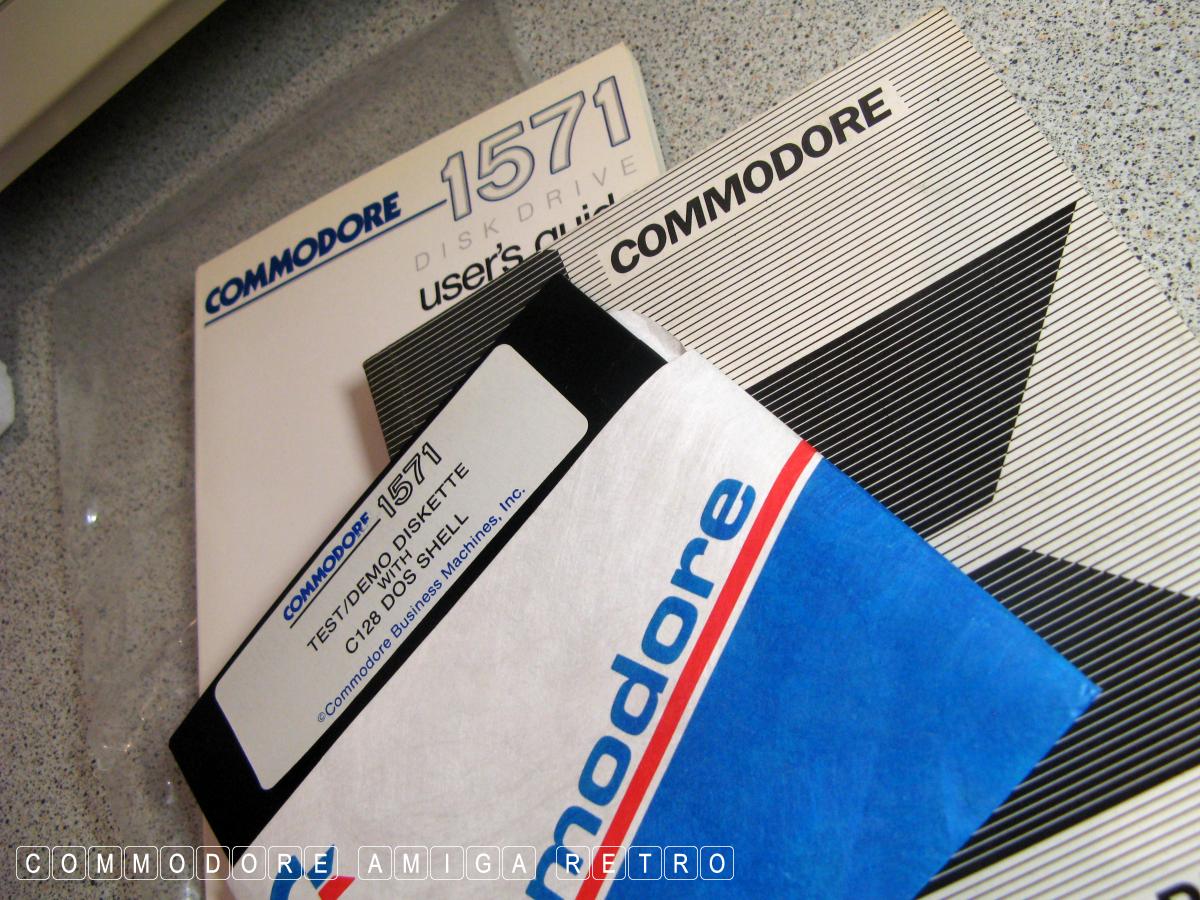 COMMODORE 1571
DISK DRIVE
user's
COMMODORE
COMMODORE 1571
TEST/DEMO DISKETTE
WITH
C128 DOS SHELL
©Commodore Business Machines, Inc.
modore
COMMODORE AMIGA RETRO